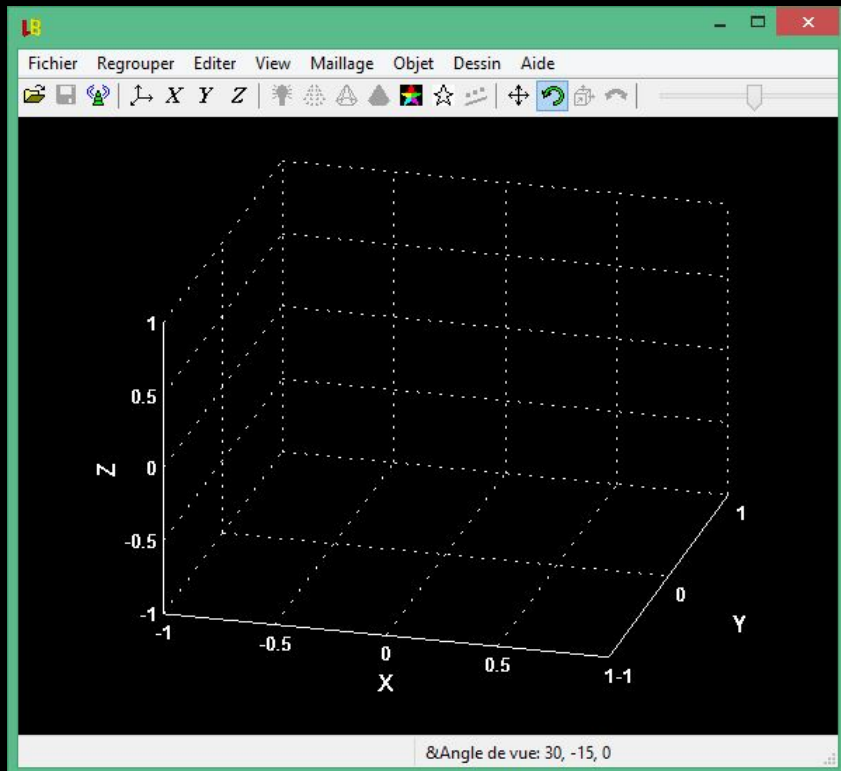 LB
Fichier Regrouper Editer View Maillage Objet Dessin Aide
X Y Z
1
0.5
0
-0.5
-1
Z
-1 -0.5 0 0.5 1-1
X
0
1
Y
&Angle de vue: 30, -15, 0